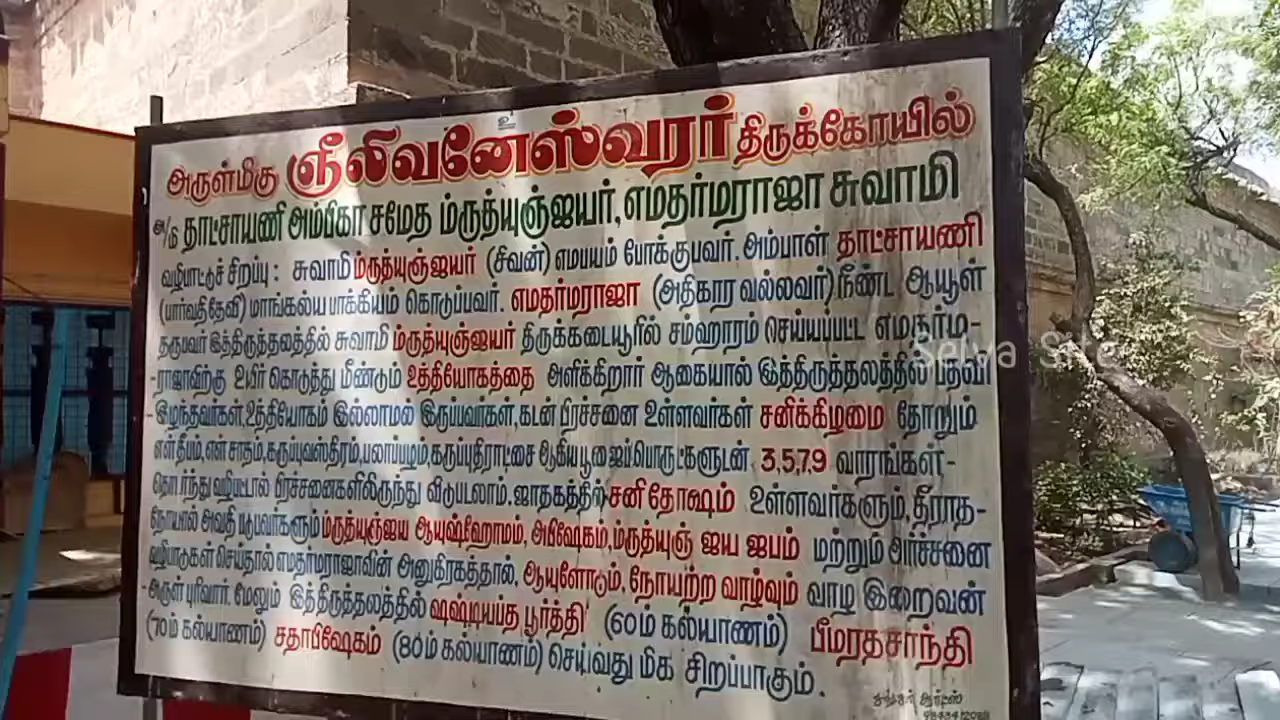 உ
அருள்மிகு ஞீலிவனேஸ்வரர் திருக்கோயில்
அ/மி தாட்சாயணி அம்பிகா சமேத ம்ருத்யுஞ்ஜயர், எமதர்மராஜா சுவாமி
வழிபாட்டுச் சிறப்பு : சுவாமி ம்ருத்யுஞ்ஜயர் (சிவன்) எமபயம் போக்குபவர். அம்பாள் தாட்சாயணி
(பார்வதிதேவி) மாங்கல்ய பாக்கியம் கொடுப்பவர். எமதர்மராஜா (அதிகார வல்லவர்) நீண்ட ஆயூள்
தருபவர் இத்திருத்தலத்தில் சுவாமி ம்ருத்யுஞ்ஜயர் திருக்கடையூரில் சம்ஹாரம் செய்யப்பட்ட எமதர்ம-
-ராஜாவிற்கு உயிர் கொடுத்து மீண்டும் உத்தியோகத்தை அளிக்கிறார் ஆகையால் இத்திருத்தலத்தில் பதவி
இழந்தவர்கள், உத்தியோகம் இல்லாமல் இருப்பவர்கள், கடன் பிரச்சனை உள்ளவர்கள் சனிக்கிழமை தோறும்
எள் தீபம், எள் சாதம், கருப்புவஸ்திரம், பலாப்பழம், கருப்புதிராட்சை ஆகிய பூஜைப்பொருட்களுடன் 3,5,7,9 வாரங்கள்-
தொடர்ந்து வழிபட்டால் பிரச்சனைகளிலிருந்து விடுபடலாம். ஜாதகத்தில் சனி தோஷம் உள்ளவர்களும், தீராத-
நோயால் அவதி படுபவர்களும் ம்ருத்யுஞ்ஜய ஆயுஷ்ஹோமம், அபிஷேகம், ம்ருத்யுஞ் ஜய ஜபம் மற்றும் அர்ச்சனை
வழிபாடுகள் செய்தால் எமதர்மராஜாவின் அனுகிரகத்தால், ஆயுளோடும், நோயற்ற வாழ்வும் வாழ இறைவன்
அருள் புரிவார். மேலும் இத்திருத்தலத்தில் ஷஷ்டியப்த பூர்த்தி (60ம் கல்யாணம்) பீமரதசாந்தி
(70ம் கல்யாணம்) சதாபிஷேகம் (80ம் கல்யாணம்) செய்வது மிக சிறப்பாகும்.
ஆர்ட்ஸ்
Selva Site